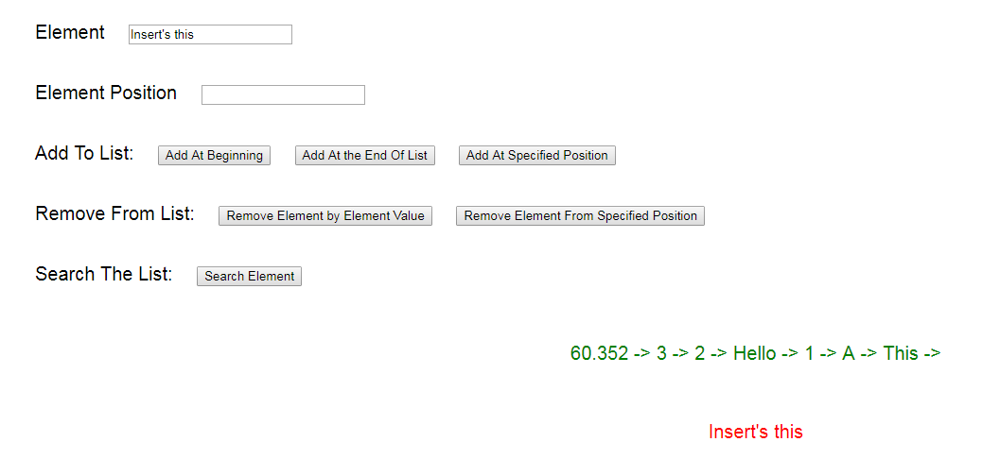 Element Insert's this
Element Position
Add To List: Add At Beginning Add At the End Of List Add At Specified Position
Remove From List: Remove Element by Element Value Remove Element From Specified Position
Search The List: Search Element
60.352 -> 3 -> 2 -> Hello -> 1 -> A -> This ->
Insert's this